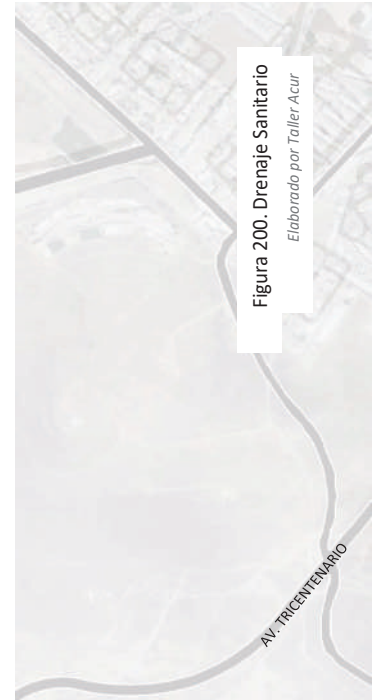 Figura 200. Drenaje Sanitario
Elaborado por Taller Acur
AV. TRICENTENARIO